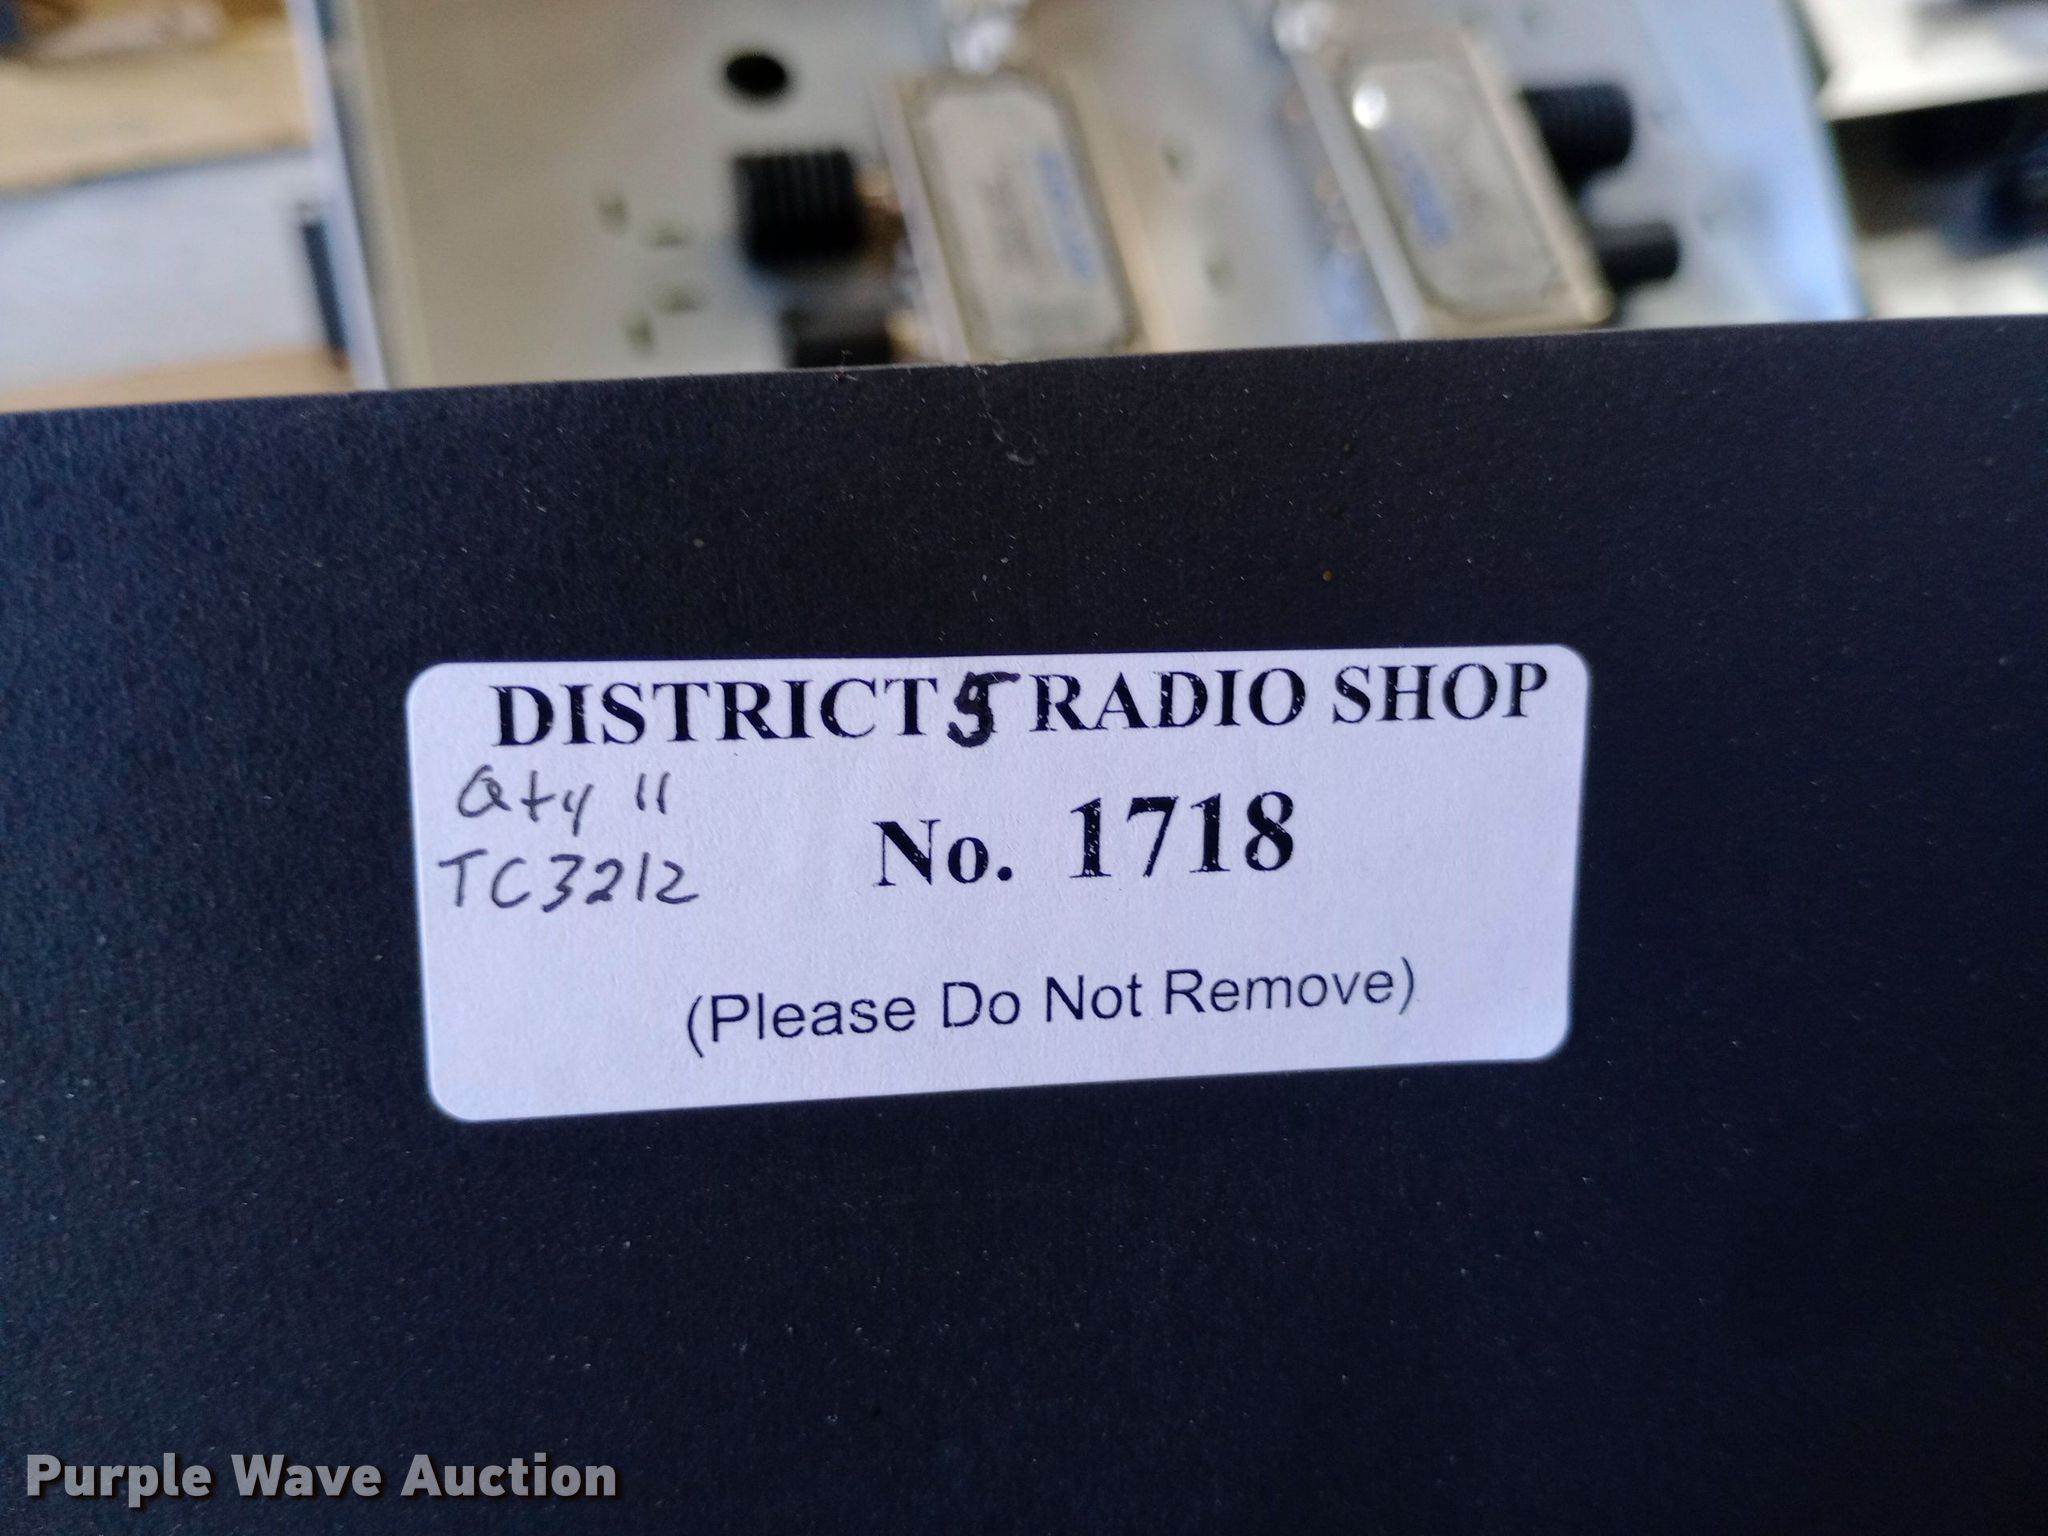 DISTRICT 5 RADIO SHOP
Qty 11
No. 1718
TC3212
(Please Do Not Remove)
Purple Wave Auction